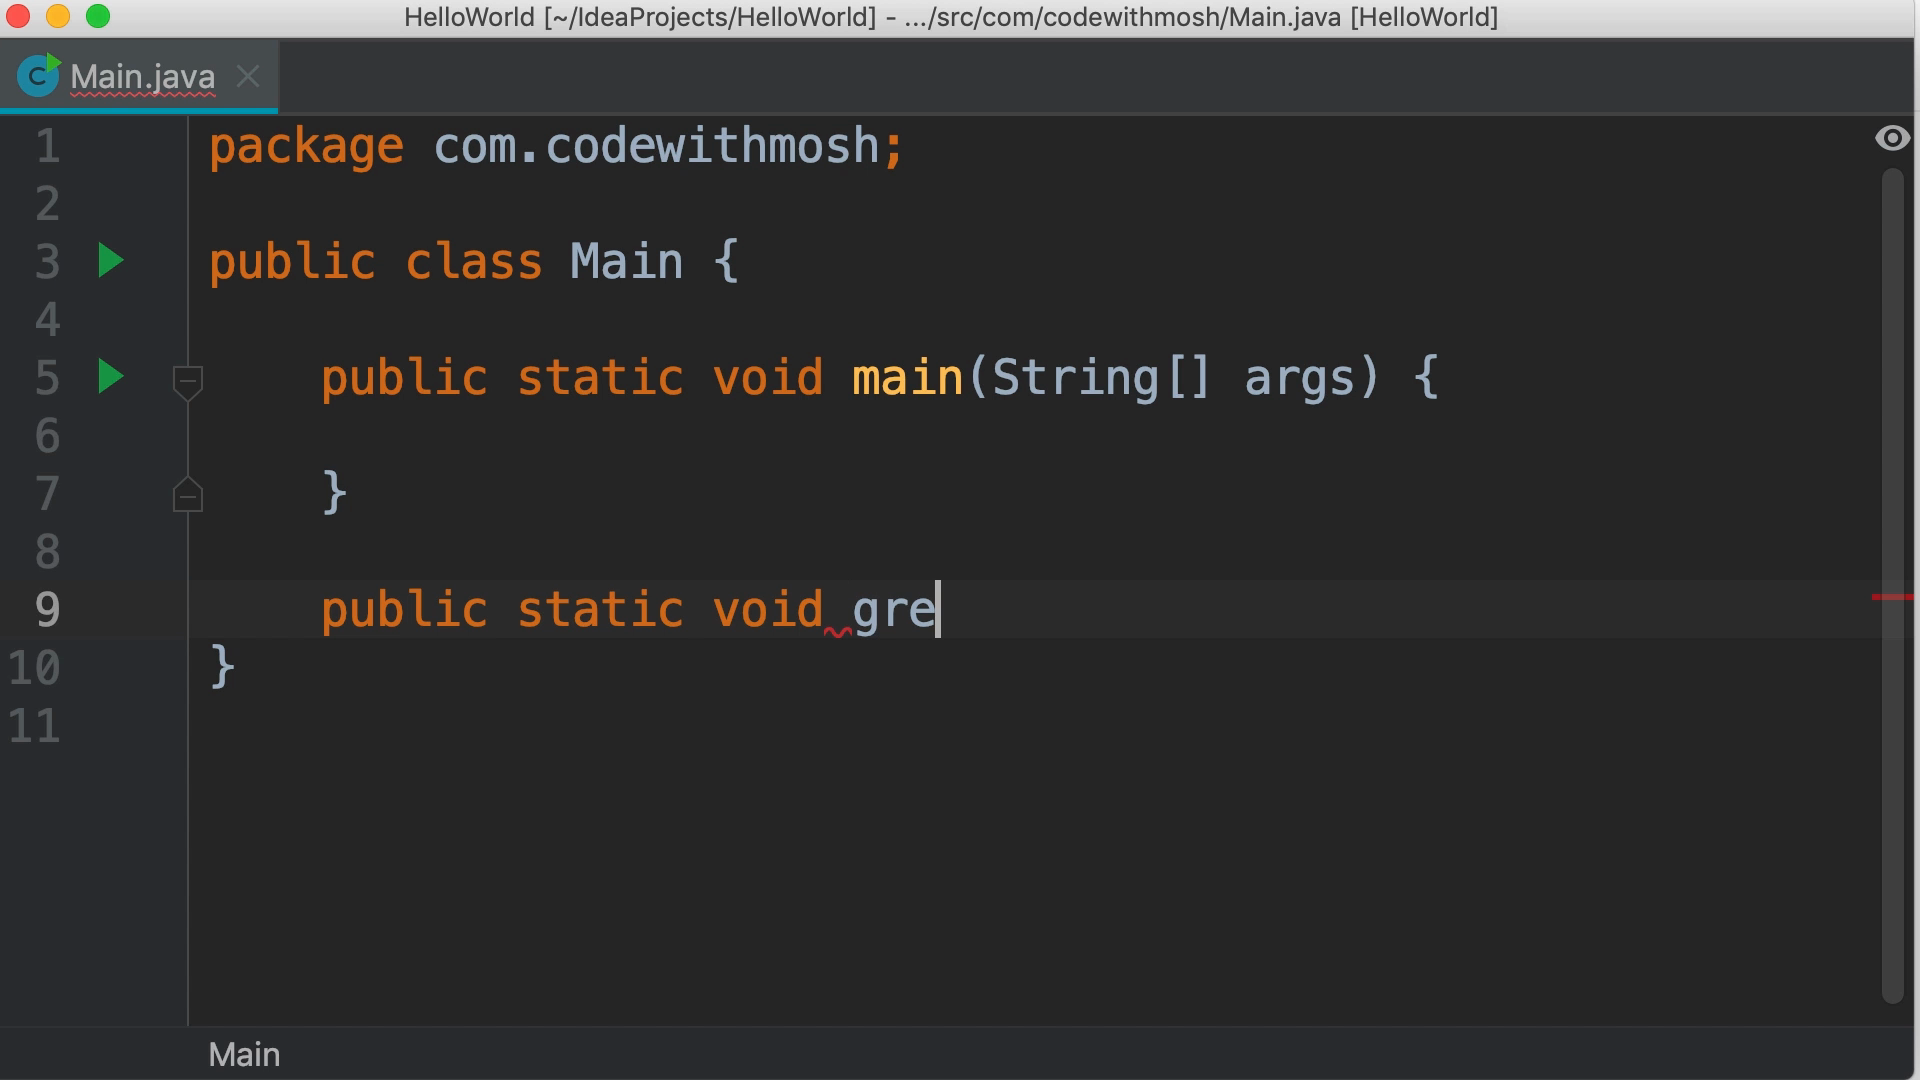 HelloWorld [~/IdeaProjects/HelloWorld] - .../src/com/codewithmosh/Main.java [HelloWorld]
C Main.java
1 package com.codewithmosh;
2
3 public class Main {
4
5 public static void main(String[] args) {
6
7 }
8
9 public static void gre
10 }
11
Main